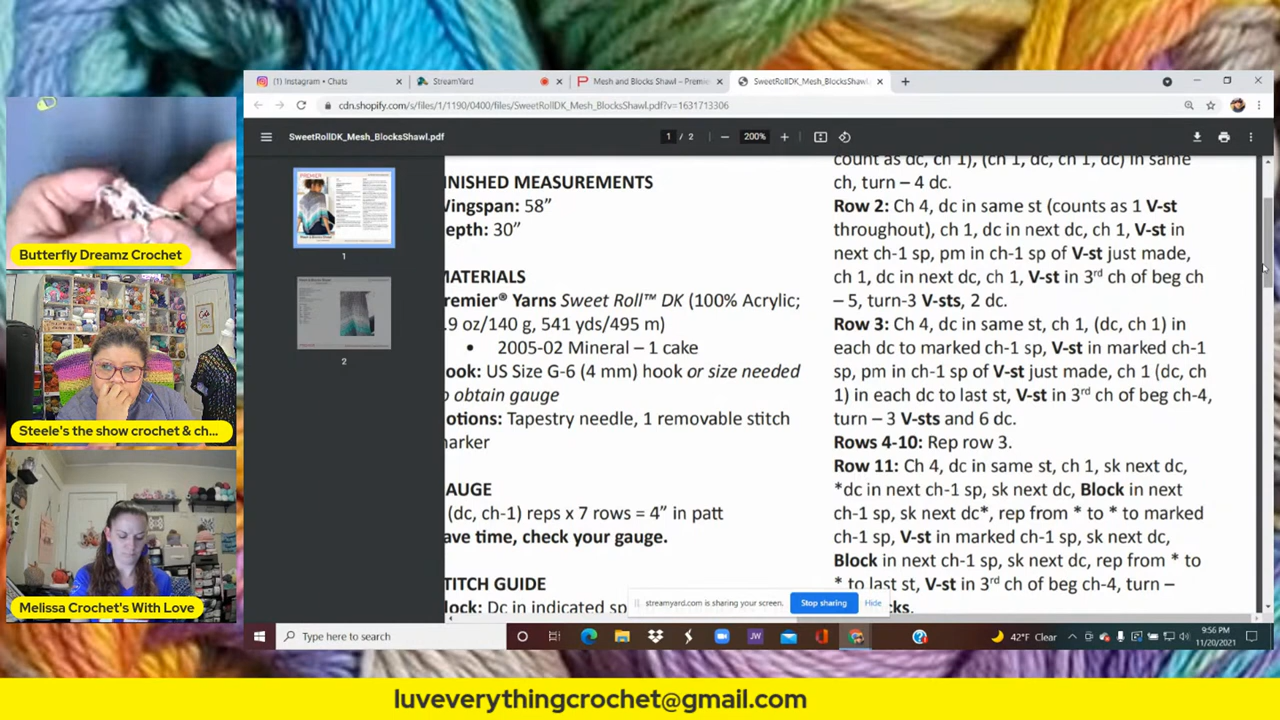 Instagram • Chats
StreamYard
Mesh and Blocks Shawl – Premie
SweetRollDK_Mesh_BlocksShawl.
cdn.shopify.com/s/files/1/1190/0400/files/SweetRollDK_Mesh_BlocksShawl.pdf?v=1631713306
SweetRollDK_Mesh_BlocksShawl.pdf
1 / 2
200%
1
2
INISHED MEASUREMENTS
Wingspan: 58”
epth: 30”
MATERIALS
remier® Yarns Sweet Roll™ DK (100% Acrylic;
.9 oz/140 g, 541 yds/495 m)
• 2005-02 Mineral – 1 cake
ook: US Size G-6 (4 mm) hook or size needed
o obtain gauge
otions: Tapestry needle, 1 removable stitch
arker
AUGE
(dc, ch-1) reps x 7 rows = 4” in patt
ave time, check your gauge.
TITCH GUIDE
lock: Dc in indicated sp
count as dc, ch 1), (ch 1, dc, ch 1, dc) in same
ch, turn – 4 dc.
Row 2: Ch 4, dc in same st (counts as 1 V-st
throughout), ch 1, dc in next dc, ch 1, V-st in
next ch-1 sp, pm in ch-1 sp of V-st just made,
ch 1, dc in next dc, ch 1, V-st in 3rd ch of beg ch
– 5, turn-3 V-sts, 2 dc.
Row 3: Ch 4, dc in same st, ch 1, (dc, ch 1) in
each dc to marked ch-1 sp, V-st in marked ch-1
sp, pm in ch-1 sp of V-st just made, ch 1 (dc, ch
1) in each dc to last st, V-st in 3rd ch of beg ch-4,
turn – 3 V-sts and 6 dc.
Rows 4-10: Rep row 3.
Row 11: Ch 4, dc in same st, ch 1, sk next dc,
*dc in next ch-1 sp, sk next dc, Block in next
ch-1 sp, sk next dc*, rep from * to * to marked
ch-1 sp, V-st in marked ch-1 sp, sk next dc,
Block in next ch-1 sp, sk next dc, rep from * to
* to last st, V-st in 3rd ch of beg ch-4, turn –
ocks.
streamyard.com is sharing your screen.
Stop sharing
Hide
Butterfly Dreamz Crochet
Steele's the show crochet & ch...
Melissa Crochet's With Love
Type here to search
JW
42°F Clear
9:56 PM
11/20/2021
luveverythingcrochet@gmail.com